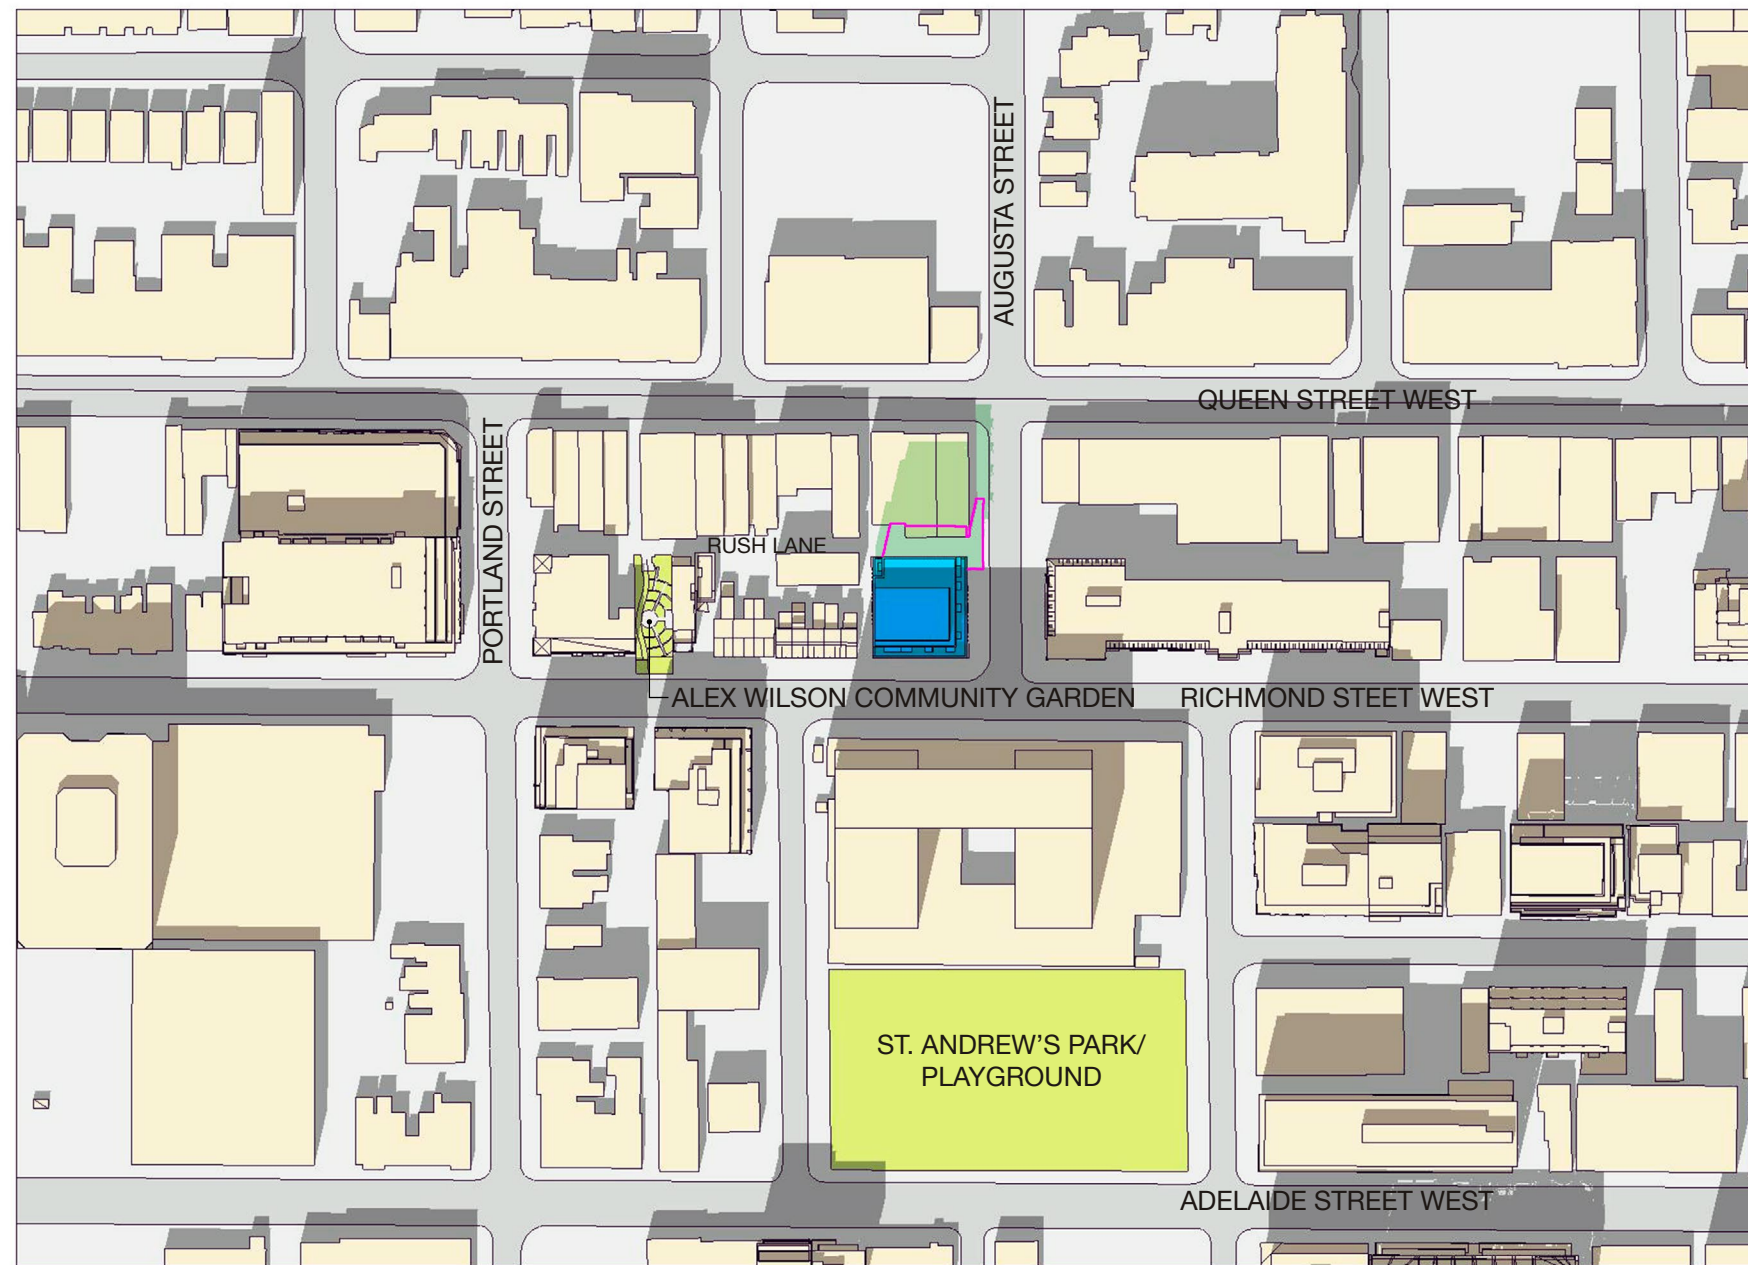 AUGUSTA STREET
QUEEN STREET WEST
PORTLAND STREET
RUSH LANE
ALEX WILSON COMMUNITY GARDEN
RICHMOND STEET WEST
ST. ANDREW'S PARK/
PLAYGROUND
ADELAIDE STREET WEST